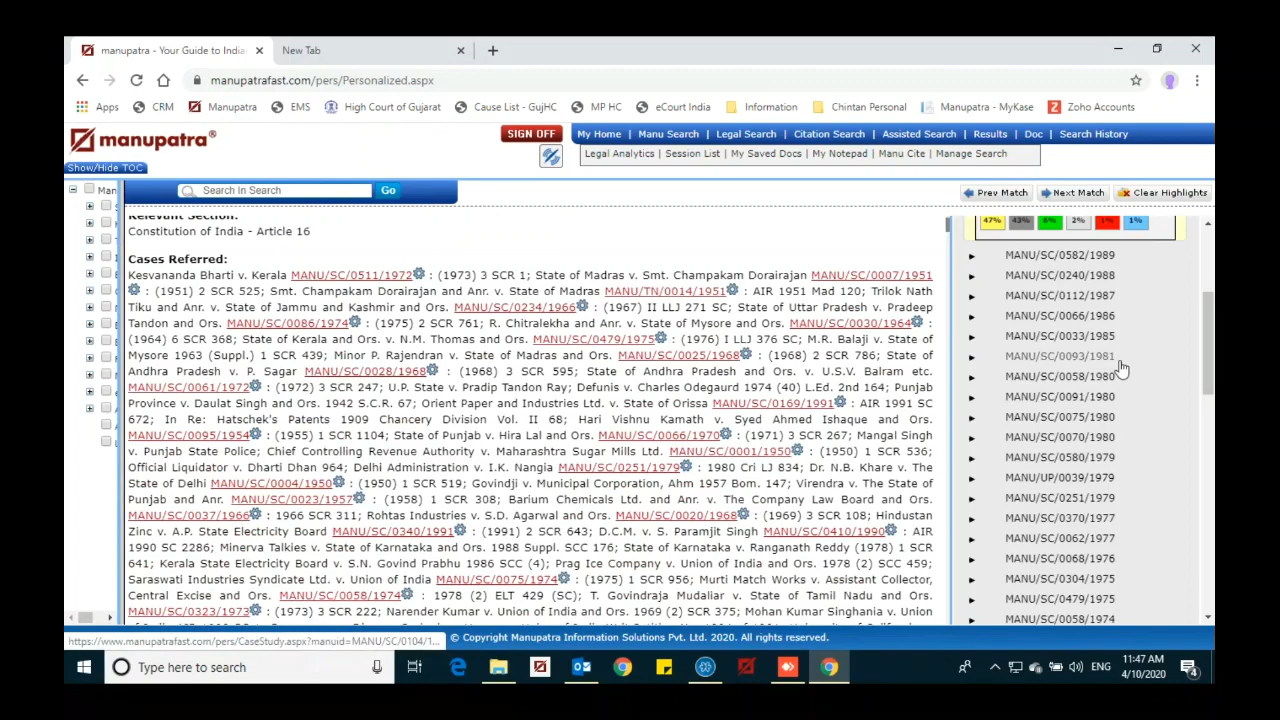 manupatra - Your Guide to India
New Tab
manupatrafast.com/pers/Personalized.aspx
Apps CRM Manupatra EMS High Court of Gujarat Cause List - GujHC MP HC eCourt India Information Chintan Personal Manupatra - MyKase Zoho Accounts
manupatra®
SIGN OFF
My Home | Manu Search | Legal Search | Citation Search | Assisted Search | Results | Doc | Search History
Legal Analytics | Session List | My Saved Docs | My Notepad | Manu Cite | Manage Search
Show/Hide TOC
Man
Search In Search Go
Prev Match Next Match Clear Highlights
Relevant Section:
Constitution of India - Article 16
Cases Referred:
Kesvananda Bharti v. Kerala MANU/SC/0511/1972 : (1973) 3 SCR 1; State of Madras v. Smt. Champakam Dorairajan MANU/SC/0007/1951
: (1951) 2 SCR 525; Smt. Champakam Dorairajan and Anr. v. State of Madras MANU/TN/0014/1951 : AIR 1951 Mad 120; Trilok Nath
Tiku and Anr. v. State of Jammu and Kashmir and Ors. MANU/SC/0234/1966 : (1967) II LLJ 271 SC; State of Uttar Pradesh v. Pradeep
Tandon and Ors. MANU/SC/0086/1974 : (1975) 2 SCR 761; R. Chitralekha and Anr. v. State of Mysore and Ors. MANU/SC/0030/1964 :
(1964) 6 SCR 368; State of Kerala and Ors. v. N.M. Thomas and Ors. MANU/SC/0479/1975 : (1976) I LLJ 376 SC; M.R. Balaji v. State of
Mysore 1963 (Suppl.) 1 SCR 439; Minor P. Rajendran v. State of Madras and Ors. MANU/SC/0025/1968 : (1968) 2 SCR 786; State of
Andhra Pradesh v. P. Sagar MANU/SC/0028/1968 : (1968) 3 SCR 595; State of Andhra Pradesh and Ors. v. U.S.V. Balram etc.
MANU/SC/0061/1972 : (1972) 3 SCR 247; U.P. State v. Pradip Tandon Ray; Defunis v. Charles Odegaurd 1974 (40) L.Ed. 2nd 164; Punjab
Province v. Daulat Singh and Ors. 1942 S.C.R. 67; Orient Paper and Industries Ltd. v. State of Orissa MANU/SC/0169/1991 : AIR 1991 SC
672; In Re: Hatschek's Patents 1909 Chancery Division Vol. II 68; Hari Vishnu Kamath v. Syed Ahmed Ishaque and Ors.
MANU/SC/0095/1954 : (1955) 1 SCR 1104; State of Punjab v. Hira Lal and Ors. MANU/SC/0066/1970 : (1971) 3 SCR 267; Mangal Singh
v. Punjab State Police; Chief Controlling Revenue Authority v. Maharashtra Sugar Mills Ltd. MANU/SC/0001/1950 : (1950) 1 SCR 536;
Official Liquidator v. Dharti Dhan 964; Delhi Administration v. I.K. Nangia MANU/SC/0251/1979 : 1980 Cri LJ 834; Dr. N.B. Khare v. The
State of Delhi MANU/SC/0004/1950 : (1950) 1 SCR 519; Govindji v. Municipal Corporation, Ahm 1957 Bom. 147; Virendra v. The State of
Punjab and Anr. MANU/SC/0023/1957 : (1958) 1 SCR 308; Barium Chemicals Ltd. and Anr. v. The Company Law Board and Ors.
MANU/SC/0037/1966 : 1966 SCR 311; Rohtas Industries v. S.D. Agarwal and Ors. MANU/SC/0020/1968 : (1969) 3 SCR 108; Hindustan
Zinc v. A.P. State Electricity Board MANU/SC/0340/1991 : (1991) 2 SCR 643; D.C.M. v. S. Paramjit Singh MANU/SC/0410/1990 : AIR
1990 SC 2286; Minerva Talkies v. State of Karnataka and Ors. 1988 Suppl. SCC 176; State of Karnataka v. Ranganath Reddy (1978) 1 SCR
641; Kerala State Electricity Board v. S.N. Govind Prabhu 1986 SCC (4); Prag Ice Company v. Union of India and Ors. 1978 (2) SCC 459;
Saraswati Industries Syndicate Ltd. v. Union of India MANU/SC/0075/1974 : (1975) 1 SCR 956; Murti Match Works v. Assistant Collector,
Central Excise and Ors. MANU/SC/0058/1974 : 1978 (2) ELT 429 (SC); T. Govindraja Mudaliar v. State of Tamil Nadu and Ors.
MANU/SC/0323/1973 : (1973) 3 SCR 222; Narender Kumar v. Union of India and Ors. 1969 (2) SCR 375; Mohan Kumar Singhania v. Union
47% 43% 6% 2% 1% 1%
MANU/SC/0582/1989
MANU/SC/0240/1988
MANU/SC/0112/1987
MANU/SC/0066/1986
MANU/SC/0033/1985
MANU/SC/0093/1981
MANU/SC/0058/1980
MANU/SC/0091/1980
MANU/SC/0075/1980
MANU/SC/0070/1980
MANU/SC/0580/1979
MANU/UP/0039/1979
MANU/SC/0251/1979
MANU/SC/0370/1977
MANU/SC/0062/1977
MANU/SC/0068/1976
MANU/SC/0304/1975
MANU/SC/0479/1975
MANU/SC/0058/1974
https://www.manupatrafast.com/pers/CaseStudy.aspx?manuid=MANU/SC/0104/1...
© Copyright Manupatra Information Solutions Pvt. Ltd. 2020. All rights reserved.
Type here to search
ENG
11:47 AM
4/10/2020
4